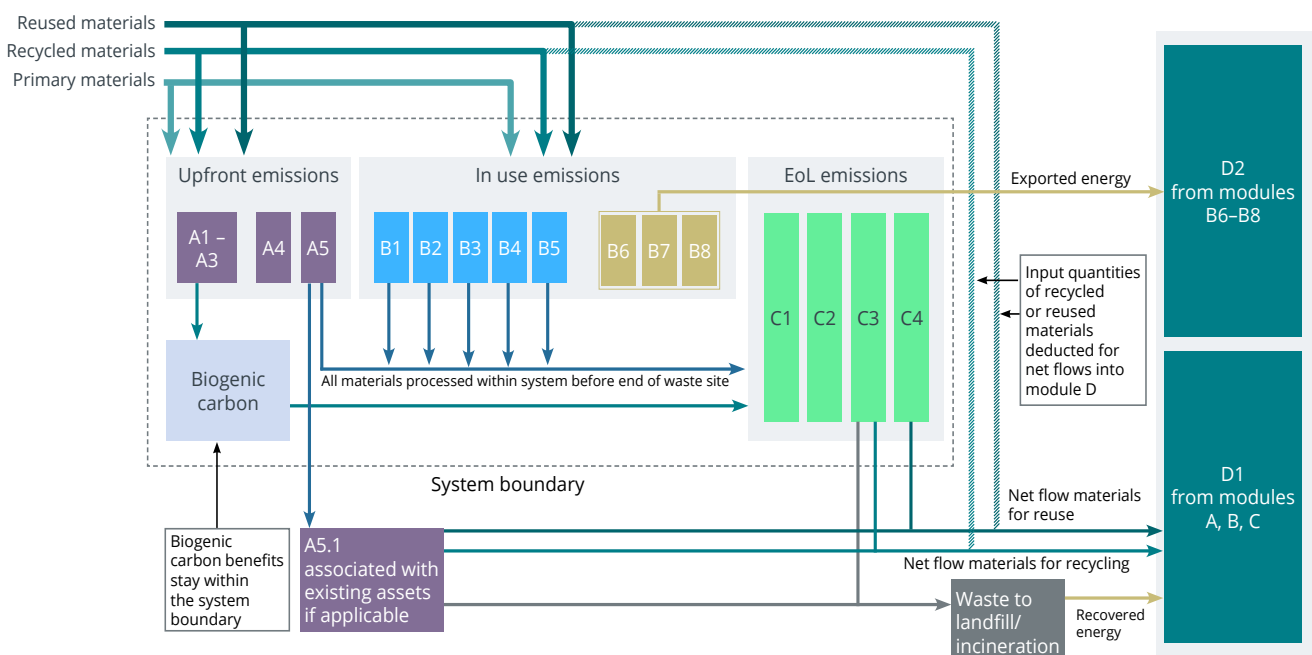 Reused materials
Recycled materials
Primary materials
Upfront emissions
In use emissions
EoL emissions
Exported energy
D2
from modules
B6–B8
A1 –
A3
A4
A5
B1
B2
B3
B4
B5
B6
B7
B8
C1
C2
C3
C4
Input quantities
of recycled
or reused
materials
deducted for
net flows into
module D
Biogenic
carbon
All materials processed within system before end of waste site
System boundary
D1
from modules
A, B, C
Net flow materials
for reuse
Net flow materials for recycling
Biogenic
carbon benefits
stay within
the system
boundary
A5.1
associated with
existing assets
if applicable
Waste to
landfill/
incineration
Recovered
energy